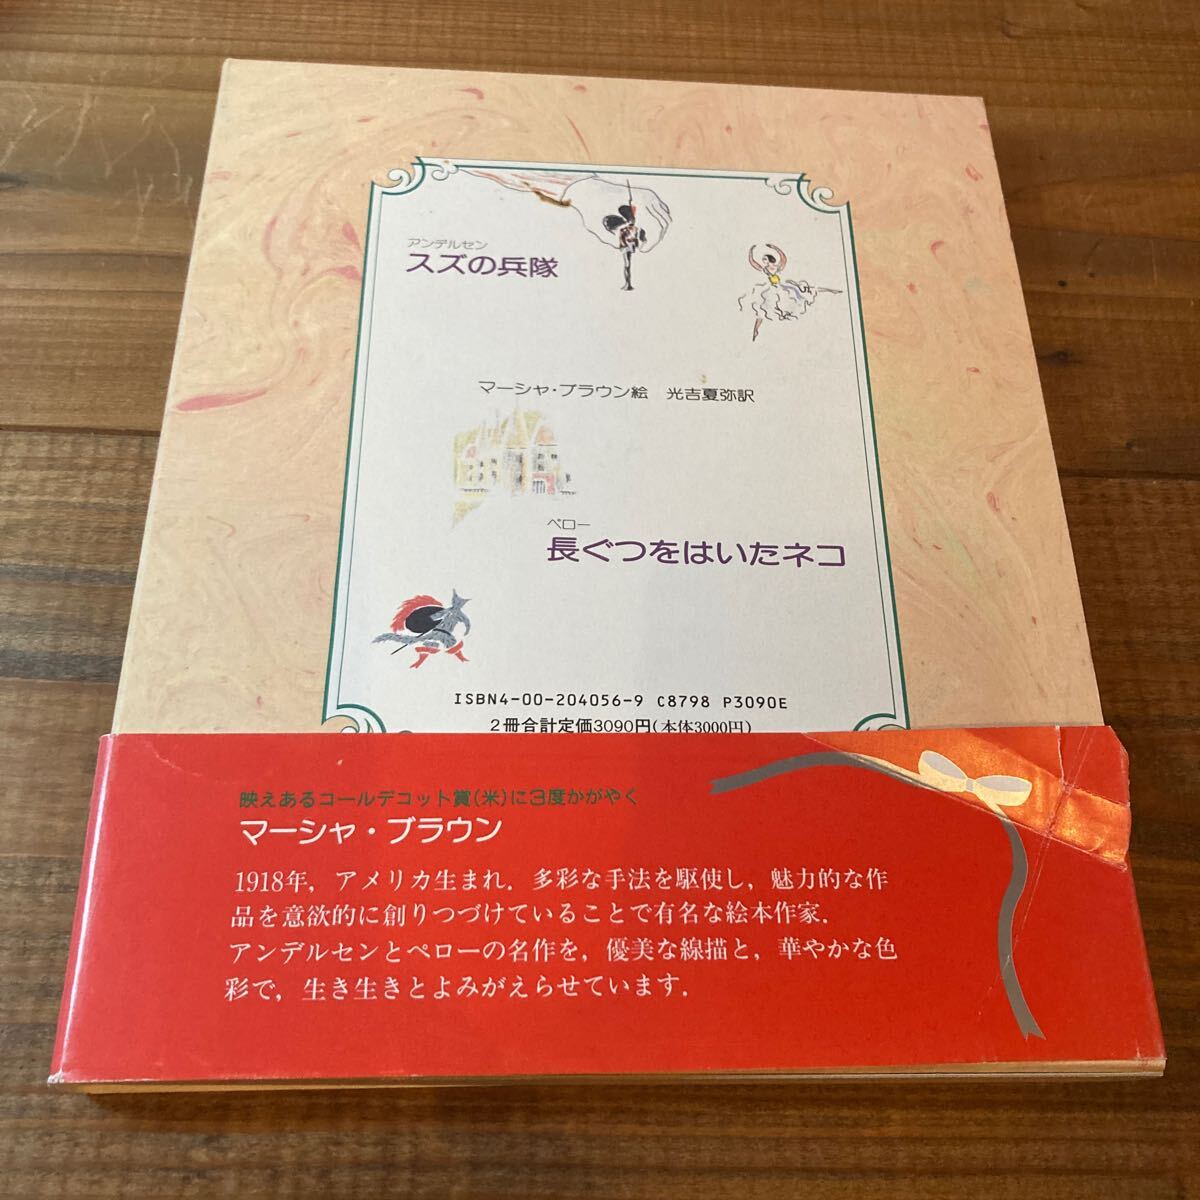 アンデルセン
スズの兵隊
マーシャ・ブラウン絵　光吉夏弥訳
ペロー
長ぐつをはいたネコ
ISBN4-00-204056-9 C8798 P3090E
2冊合計定価3090円(本体3000円)
映えあるコールデコット賞(米)に3度かがやく
マーシャ・ブラウン
1918年，アメリカ生まれ．多彩な手法を駆使し，魅力的な作
品を意欲的に創りつづけていることで有名な絵本作家．
アンデルセンとペローの名作を，優美な線描と，華やかな色
彩で，生き生きとよみがえらせています．